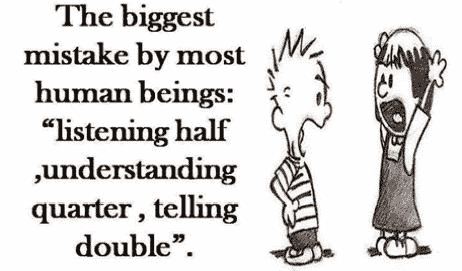 The biggest
mistake by most
human beings:
“listening half
,understanding
quarter , telling
double”.